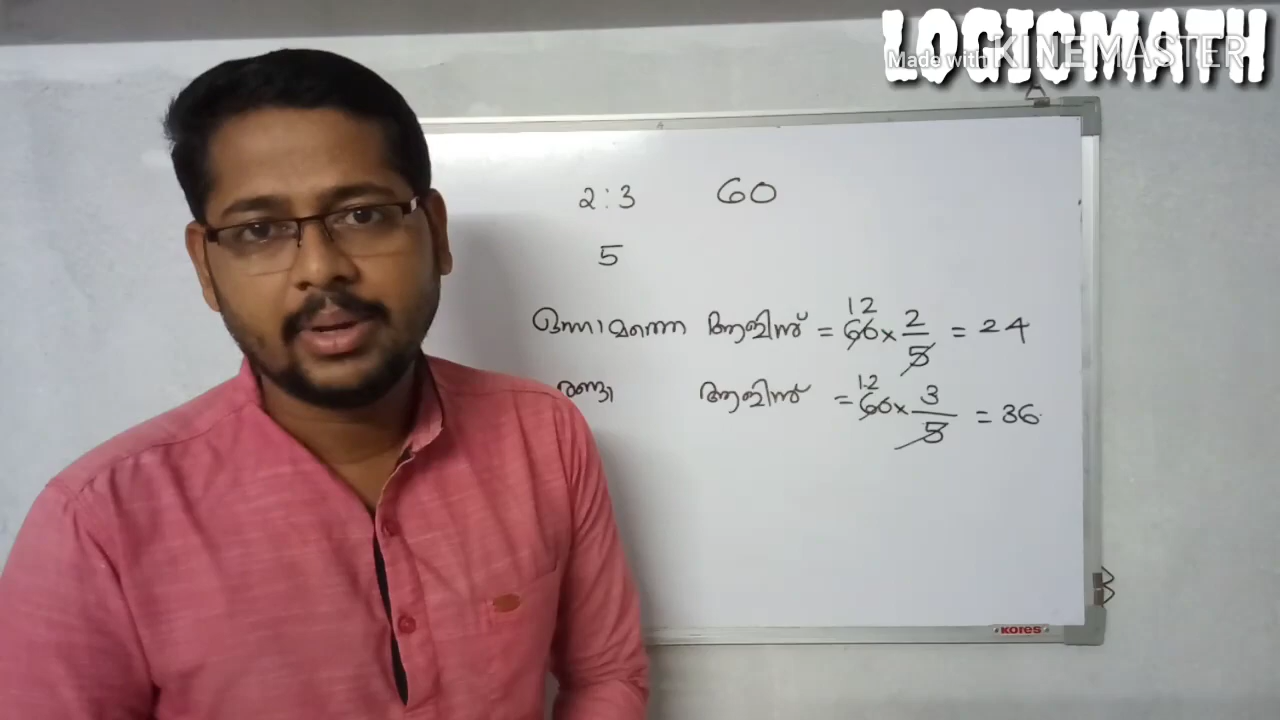 LOGICMATH
Made with KINEMASTER
2:3 60
5
ഒന്നാമത്തെ ആളിന്ന് = 60 12 x 2/5 = 24
രണ്ടാ ആളിന്ന് = 60 12 x 3/5 = 36
KORES